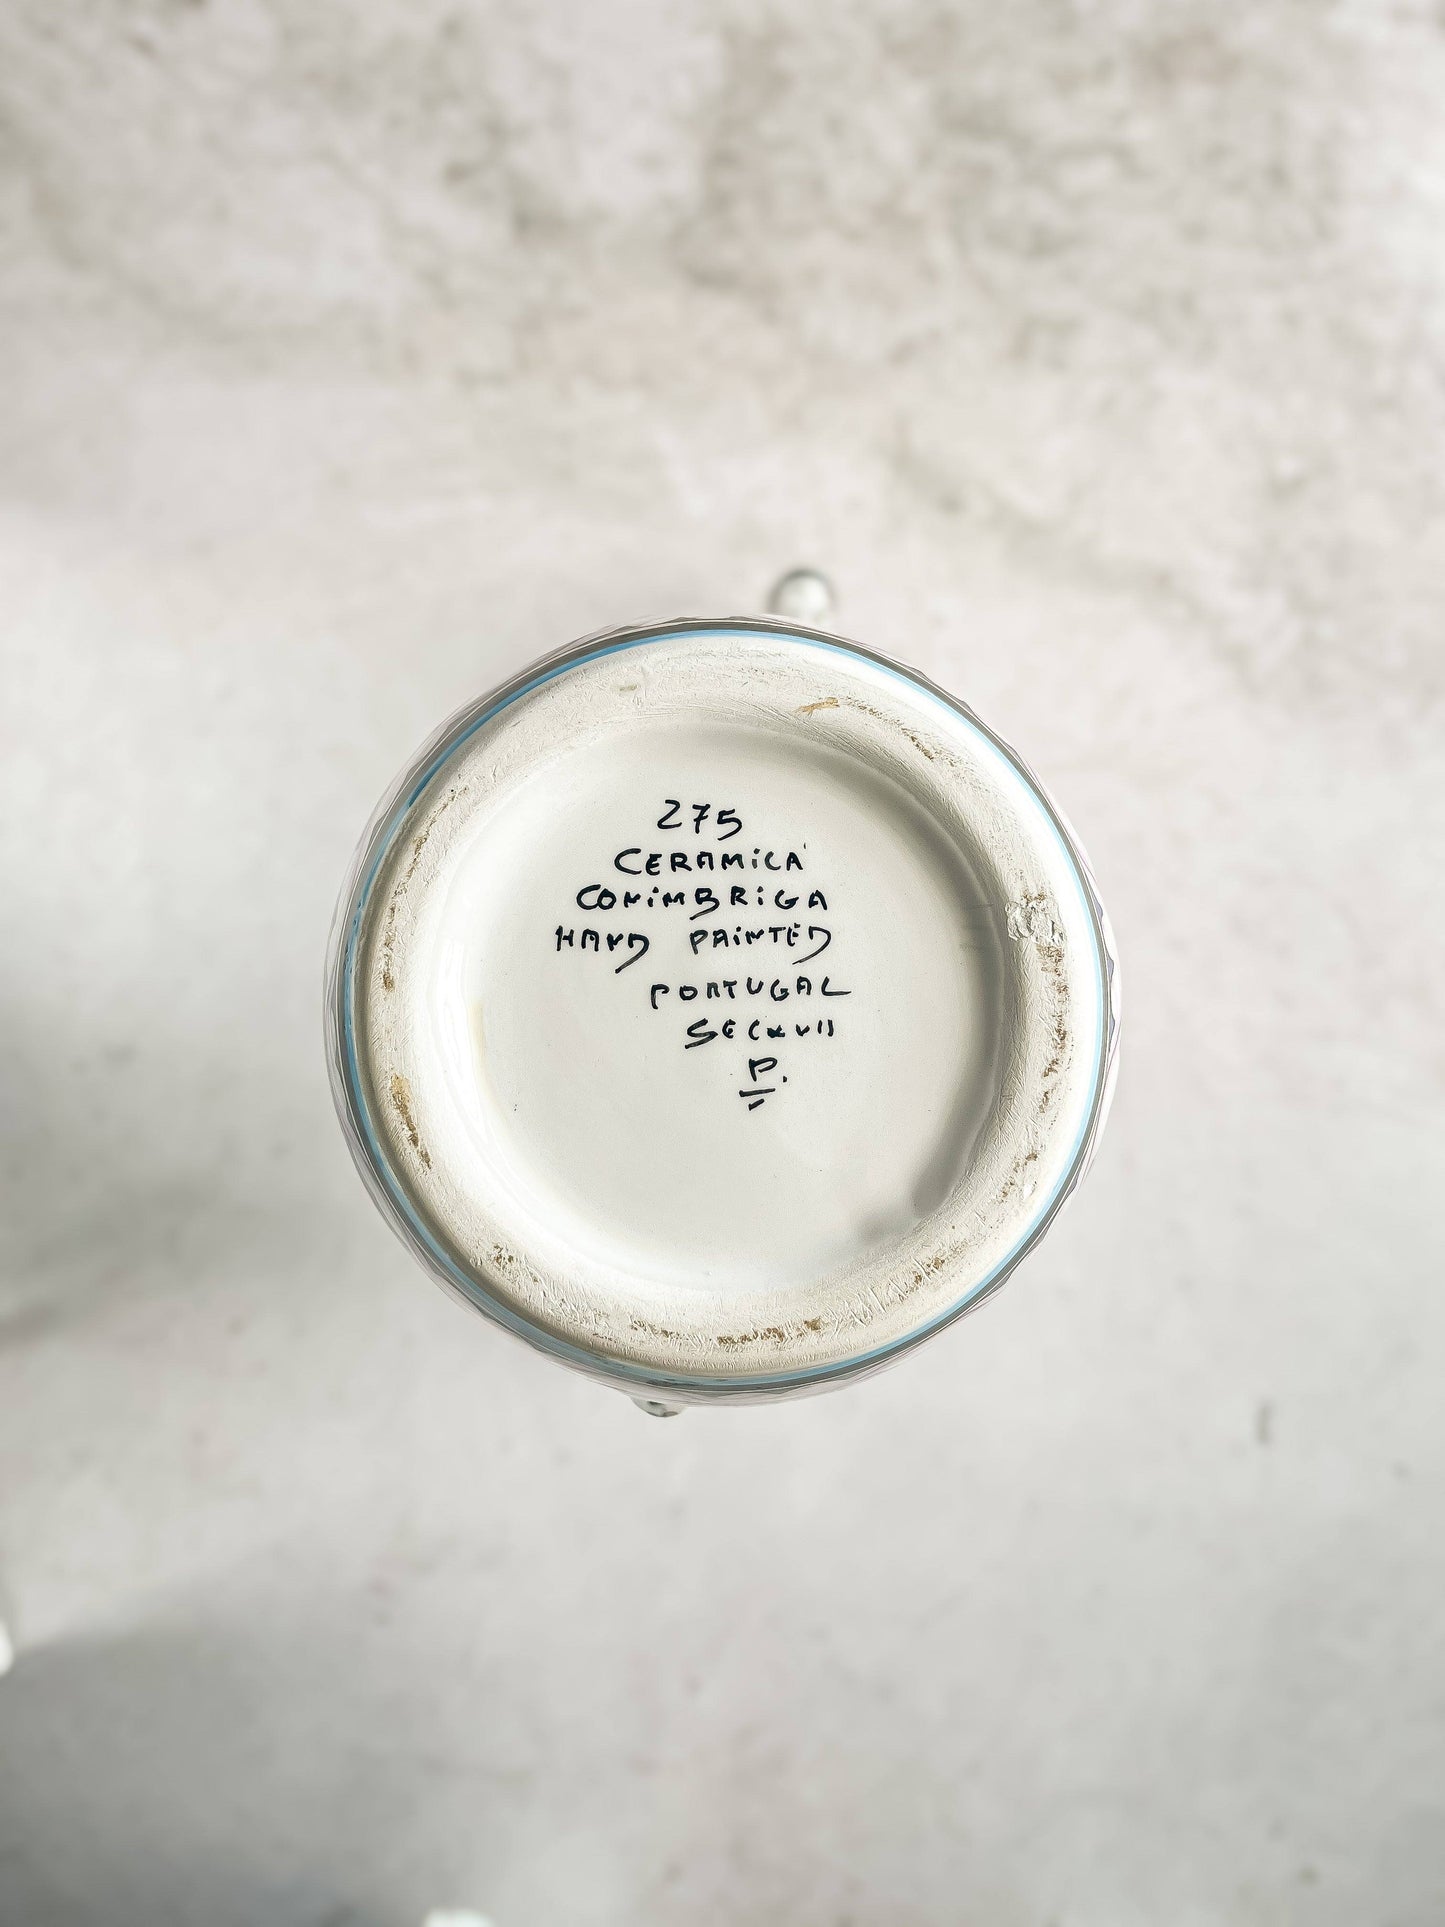 275
CERAMICA
CONIMBRIGA
HAND PAINTED
PORTUGAL
SEC XVII
P.